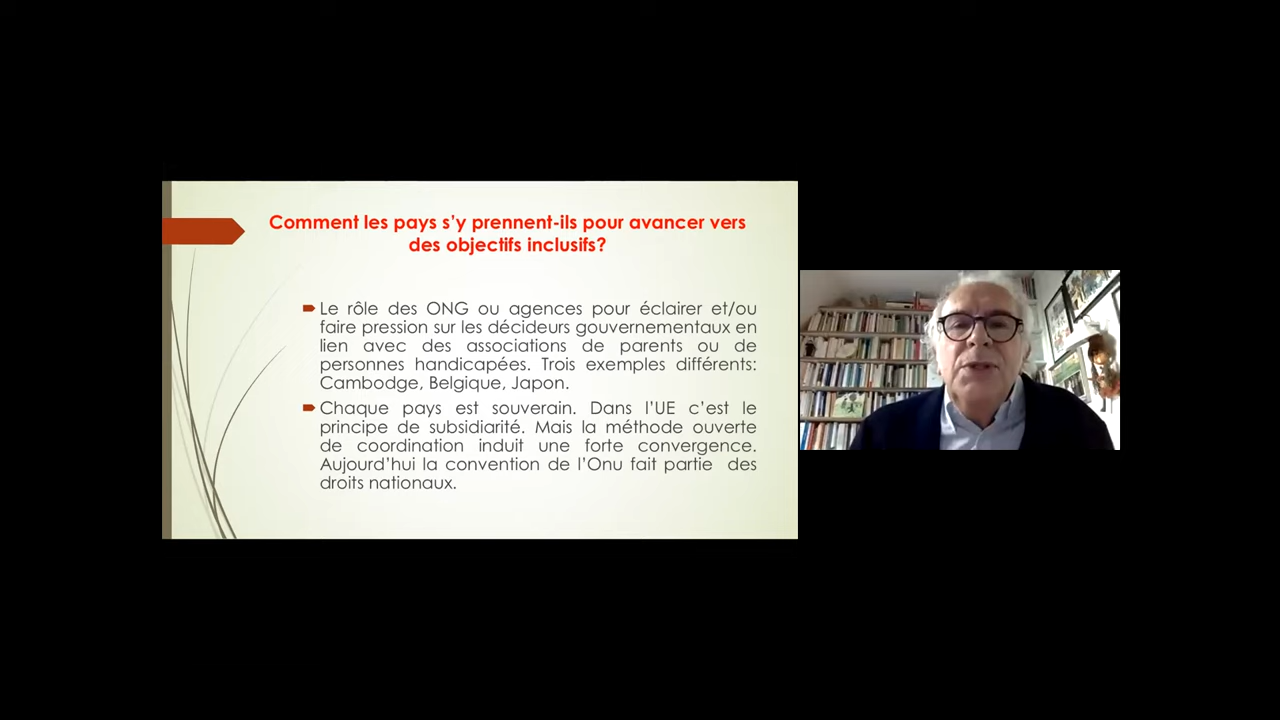 Comment les pays s'y prennent-ils pour avancer vers
des objectifs inclusifs?
Le rôle des ONG ou agences pour éclairer et/ou
faire pression sur les décideurs gouvernementaux en
lien avec des associations de parents ou de
personnes handicapées. Trois exemples différents:
Cambodge, Belgique, Japon.
Chaque pays est souverain. Dans l'UE c'est le
principe de subsidiarité. Mais la méthode ouverte
de coordination induit une forte convergence.
Aujourd'hui la convention de l'Onu fait partie des
droits nationaux.